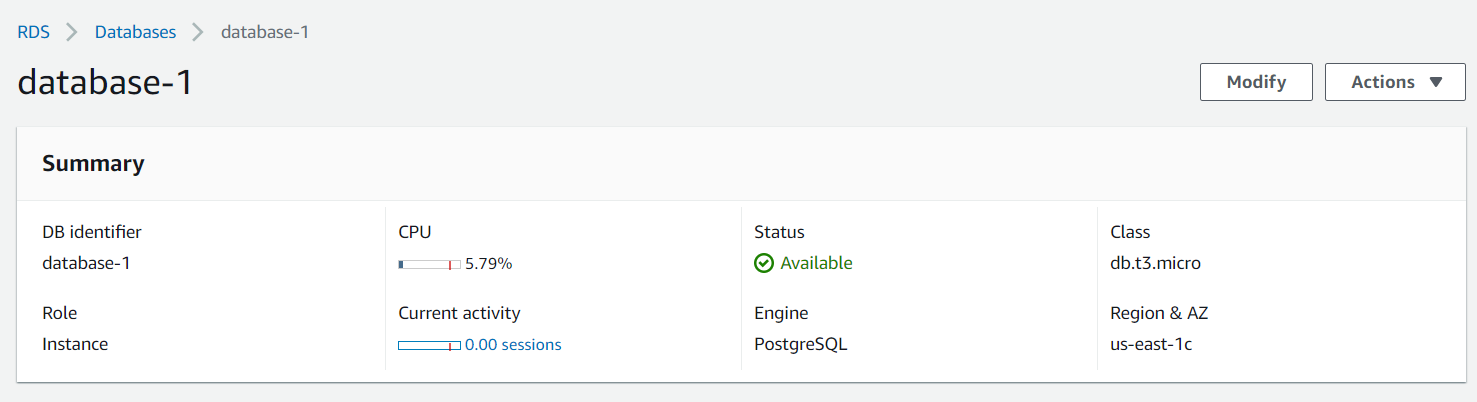 RDS Databases database-1
database-1
Modify Actions
Summary
DB identifier CPU Status Class
database-1 5.79% Available db.t3.micro
Role Current activity Engine Region & AZ
Instance 0.00 sessions PostgreSQL us-east-1c